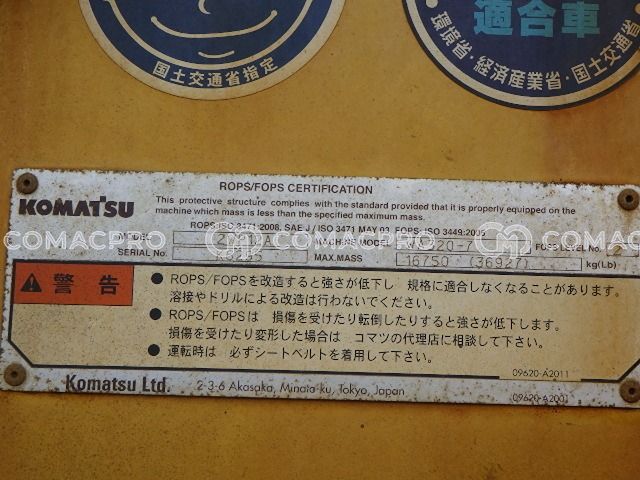 国土交通省指定
適合車
環境省・経済産業省・国土交通省
ROPS/FOPS CERTIFICATION
KOMATSU
This protective structure complies with the standard provided that it is properly equipped on the
machine which mass is less than the specified maximum mass.
ROPS:ISO 3471:2008, SAE J / ISO 3471 MAY 03, FOPS:ISO 3449:2005
MODEL MACHINE MODEL FOPS LEVEL NO.
SERIAL No. MAX.MASS 16750 (36927) kg(Lb)
COMACPRO COMACPRO COMACPRO
警告
● ROPS/FOPSを改造すると強さが低下し 規格に適合しなくなることがあります。
溶接やドリルによる改造は行わないでください。
● ROPS/FOPSは 損傷を受けたり転倒したりすると強さが低下します。
損傷を受けたり変形した場合は コマツの代理店に相談して下さい。
● 運転時は 必ずシートベルトを着用して下さい。
09620-A2011
Komatsu Ltd. 2-3-6 Akasaka, Minato-ku, Tokyo, Japan
09620-A2001